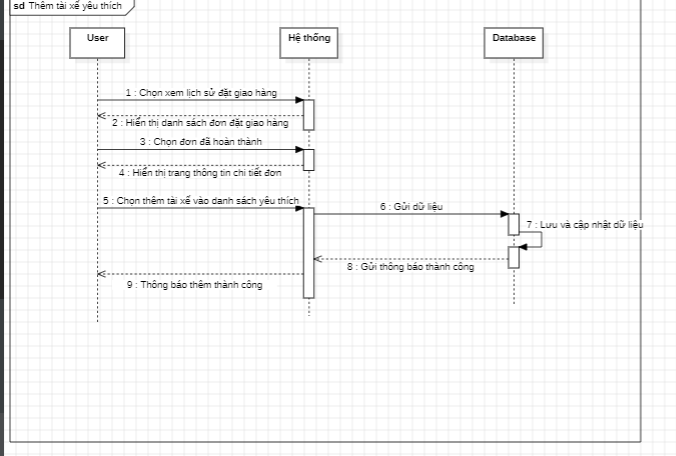 sd Thêm tài xế yêu thích
User
Hệ thống
Database
1 : Chọn xem lịch sử đặt giao hàng
2 : Hiển thị danh sách đơn đặt giao hàng
3 : Chọn đơn đã hoàn thành
4 : Hiển thị trang thông tin chi tiết đơn
5 : Chọn thêm tài xế vào danh sách yêu thích
6 : Gửi dữ liệu
7 : Lưu và cập nhật dữ liệu
8 : Gửi thông báo thành công
9 : Thông báo thêm thành công